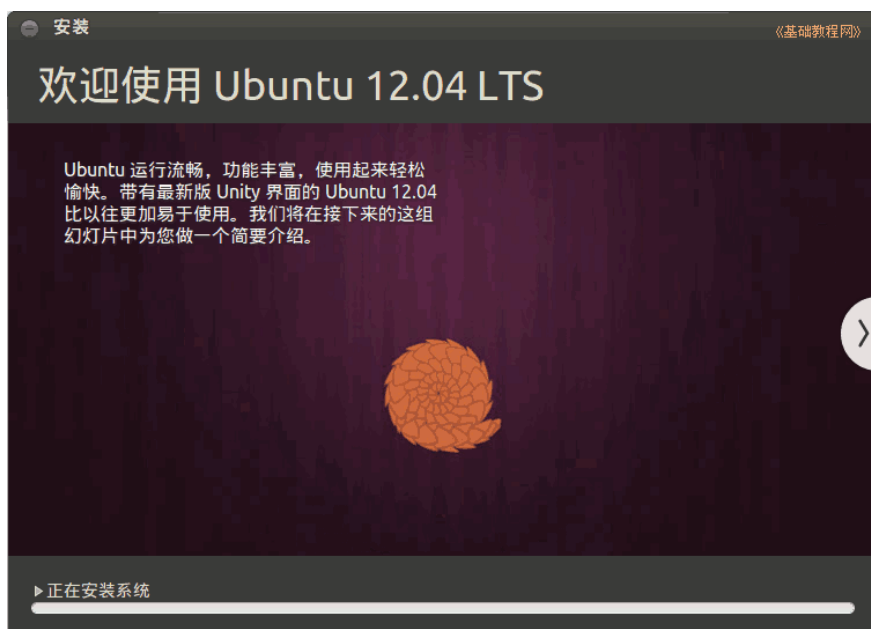 安装
《基础教程网》
欢迎使用 Ubuntu 12.04 LTS
Ubuntu 运行流畅，功能丰富，使用起来轻松
愉快。带有最新版 Unity 界面的 Ubuntu 12.04
比以往更加易于使用。我们将在接下来的这组
幻灯片中为您做一个简要介绍。
正在安装系统